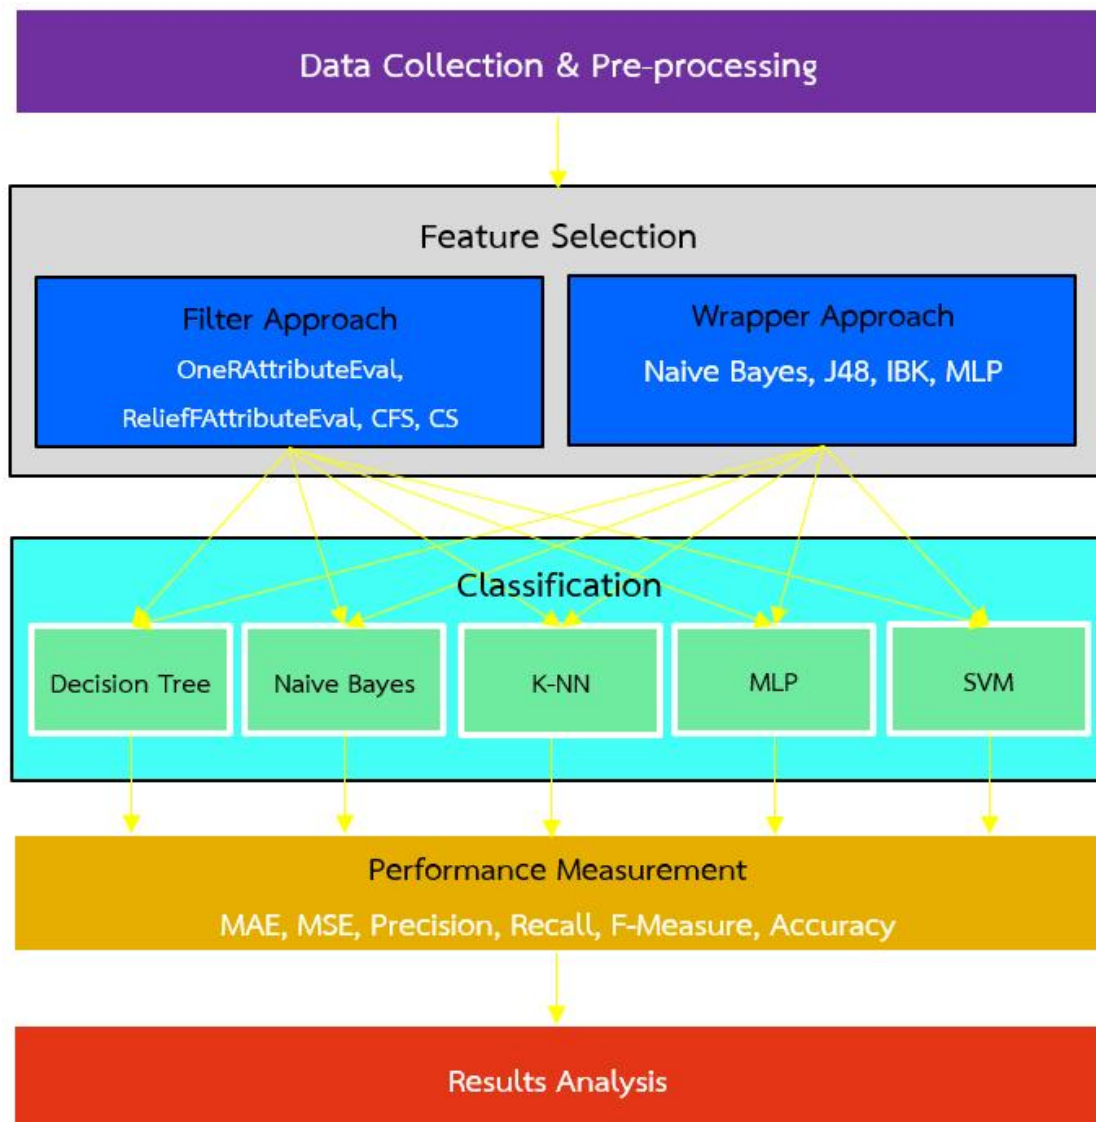 Data Collection & Pre-processing
Feature Selection
Filter Approach
OneRAttributeEval,
ReliefFAttributeEval, CFS, CS
Wrapper Approach
Naive Bayes, J48, IBK, MLP
Classification
Decision Tree
Naive Bayes
K-NN
MLP
SVM
Performance Measurement
MAE, MSE, Precision, Recall, F-Measure, Accuracy
Results Analysis